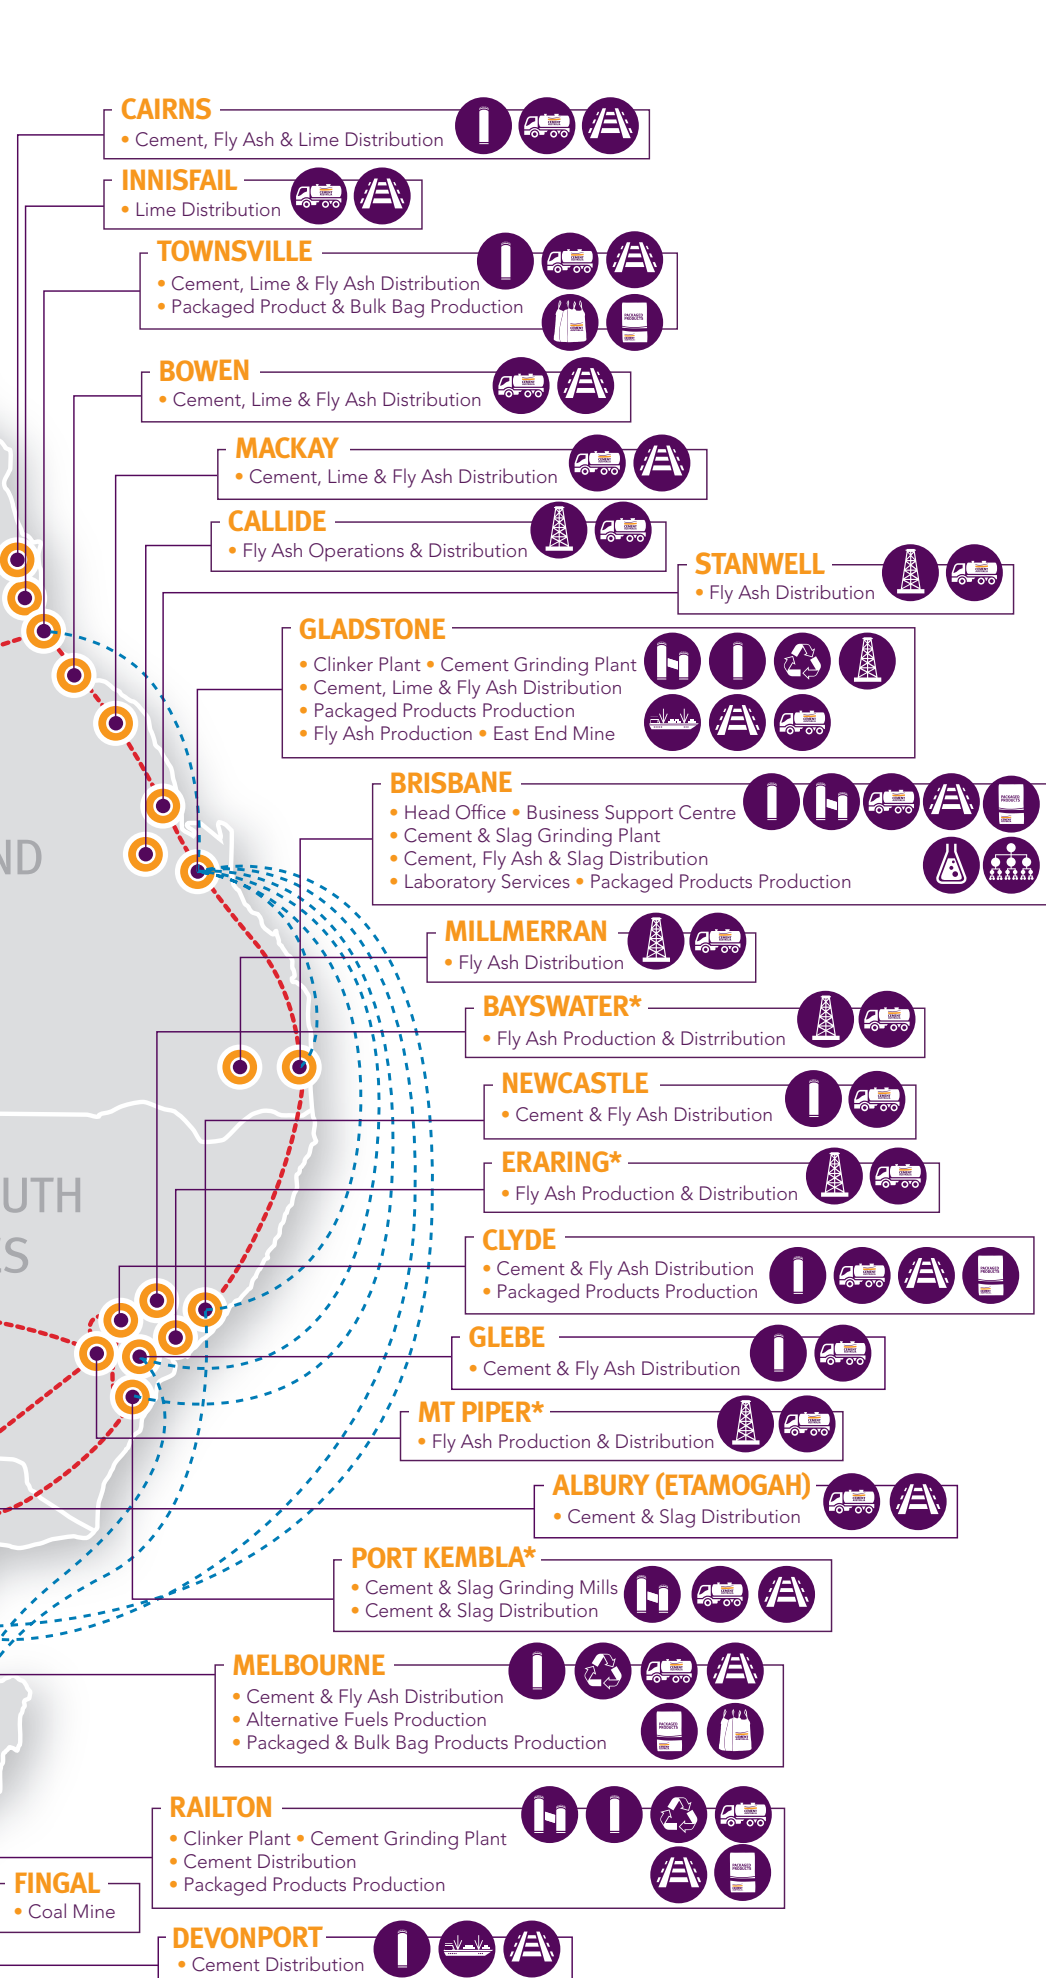 CAIRNS
• Cement, Fly Ash & Lime Distribution
INNISFAIL
• Lime Distribution
TOWNSVILLE
• Cement, Lime & Fly Ash Distribution
• Packaged Product & Bulk Bag Production
BOWEN
• Cement, Lime & Fly Ash Distribution
MACKAY
• Cement, Lime & Fly Ash Distribution
CALLIDE
• Fly Ash Operations & Distribution
STANWELL
• Fly Ash Distribution
GLADSTONE
• Clinker Plant • Cement Grinding Plant
• Cement, Lime & Fly Ash Distribution
• Packaged Products Production
• Fly Ash Production • East End Mine
BRISBANE
• Head Office • Business Support Centre
• Cement & Slag Grinding Plant
• Cement, Fly Ash & Slag Distribution
• Laboratory Services • Packaged Products Production
ND
MILLMERRAN
• Fly Ash Distribution
BAYSWATER*
• Fly Ash Production & Distrribution
NEWCASTLE
• Cement & Fly Ash Distribution
ERARING*
• Fly Ash Production & Distribution
UTH
ES
CLYDE
• Cement & Fly Ash Distribution
• Packaged Products Production
GLEBE
• Cement & Fly Ash Distribution
MT PIPER*
• Fly Ash Production & Distribution
ALBURY (ETAMOGAH)
• Cement & Slag Distribution
PORT KEMBLA*
• Cement & Slag Grinding Mills
• Cement & Slag Distribution
MELBOURNE
• Cement & Fly Ash Distribution
• Alternative Fuels Production
• Packaged & Bulk Bag Products Production
RAILTON
• Clinker Plant • Cement Grinding Plant
• Cement Distribution
• Packaged Products Production
FINGAL
• Coal Mine
DEVONPORT
• Cement Distribution